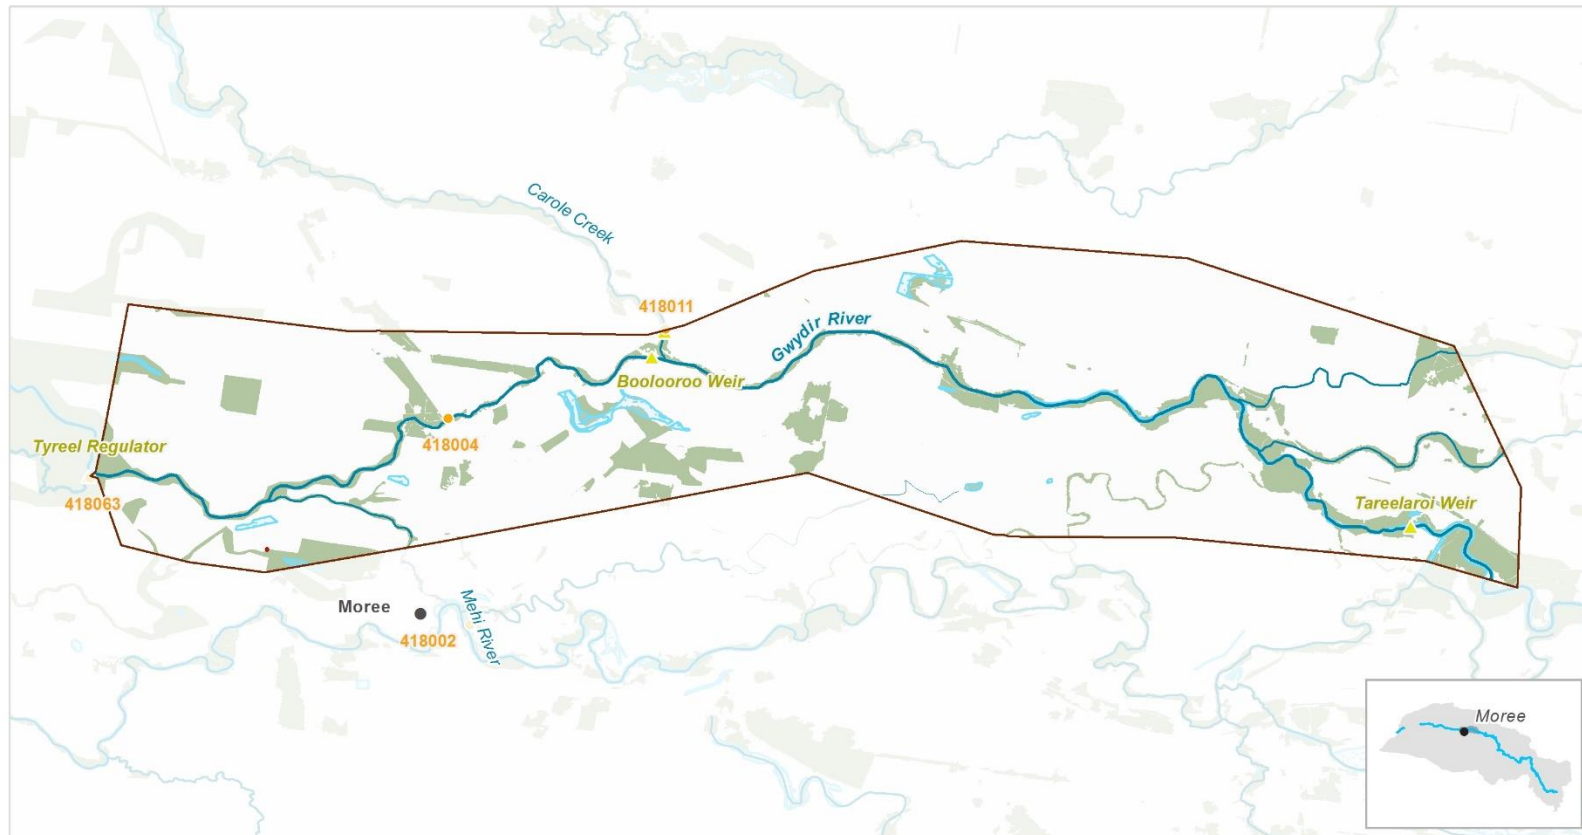 Carole Creek
418011
Gwydir River
Boolooroo Weir
418004
Tyreel Regulator
418063
Tareelaroi Weir
Moree
418002
Mehi River
Moree